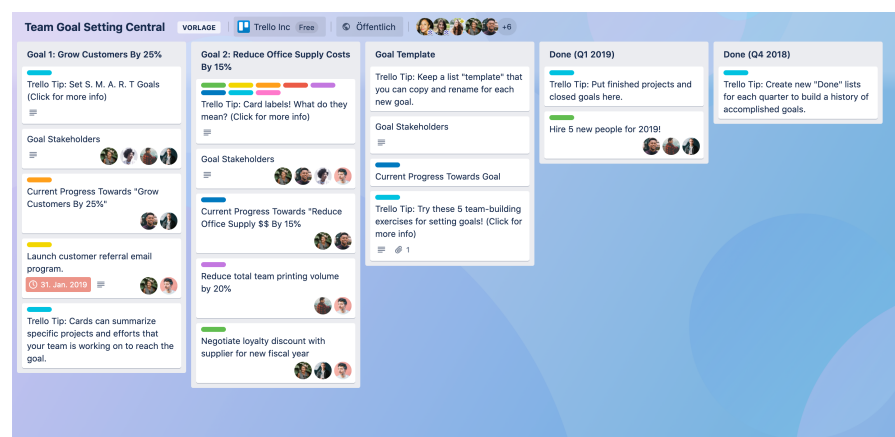 Team Goal Setting Central
VORLAGE
Trello Inc Free
Öffentlich
+6
Goal 1: Grow Customers By 25%
Trello Tip: Set S. M. A. R. T Goals
(Click for more info)
Goal Stakeholders
Current Progress Towards "Grow
Customers By 25%"
Launch customer referral email
program.
31. Jan. 2019
Trello Tip: Cards can summarize
specific projects and efforts that
your team is working on to reach the
goal.
Goal 2: Reduce Office Supply Costs
By 15%
Trello Tip: Card labels! What do they
mean? (Click for more info)
Goal Stakeholders
Current Progress Towards "Reduce
Office Supply $$ By 15%
Reduce total team printing volume
by 20%
Negotiate loyalty discount with
supplier for new fiscal year
Goal Template
Trello Tip: Keep a list "template" that
you can copy and rename for each
new goal.
Goal Stakeholders
Current Progress Towards Goal
Trello Tip: Try these 5 team-building
exercises for setting goals! (Click for
more info)
1
Done (Q1 2019)
Trello Tip: Put finished projects and
closed goals here.
Hire 5 new people for 2019!
Done (Q4 2018)
Trello Tip: Create new "Done" lists
for each quarter to build a history of
accomplished goals.